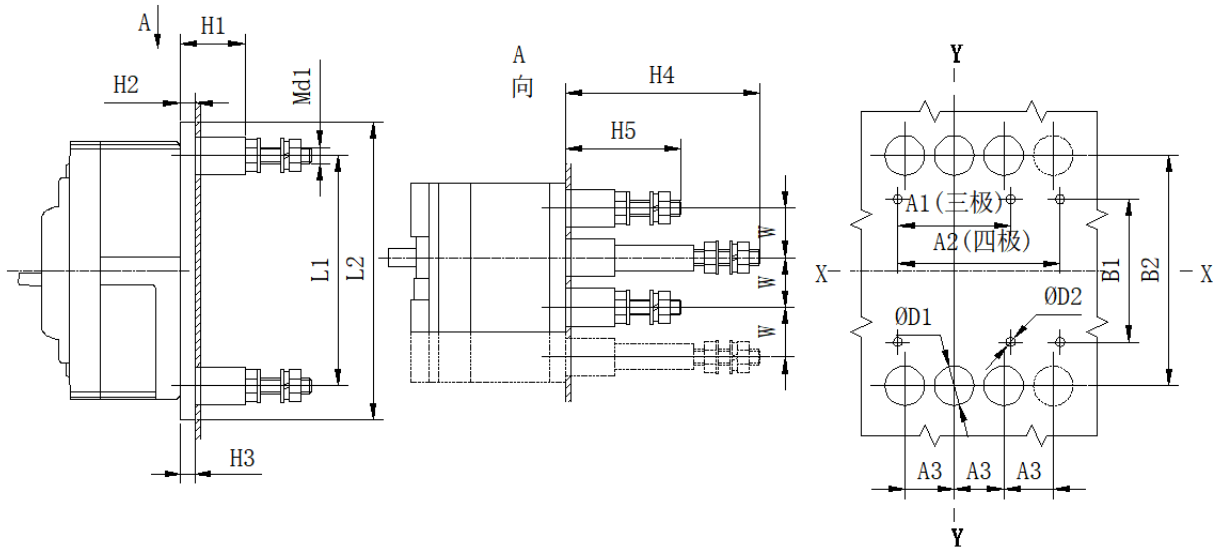 A
H1
H2
Md1
L1
L2
H3
A
向
H4
H5
W
W
W
Y
A1(三极)
A2(四极)
X
X
B1
B2
ØD1
ØD2
A3
A3
A3
Y